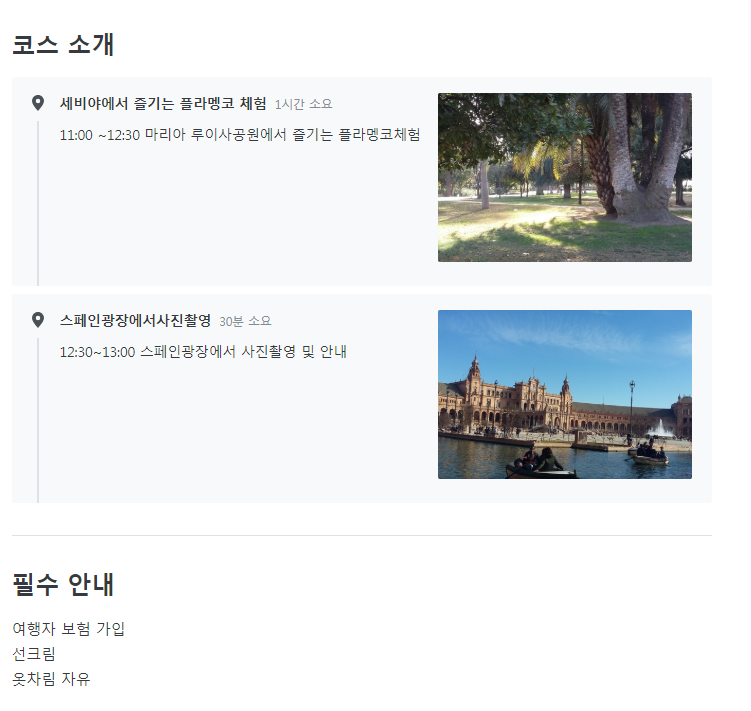 코스 소개
세비야에서 즐기는 플라멩코 체험 1시간 소요
11:00 ~12:30 마리아 루이사공원에서 즐기는 플라멩코체험
스페인광장에서사진촬영 30분 소요
12:30~13:00 스페인광장에서 사진촬영 및 안내
필수 안내
여행자 보험 가입
선크림
옷차림 자유